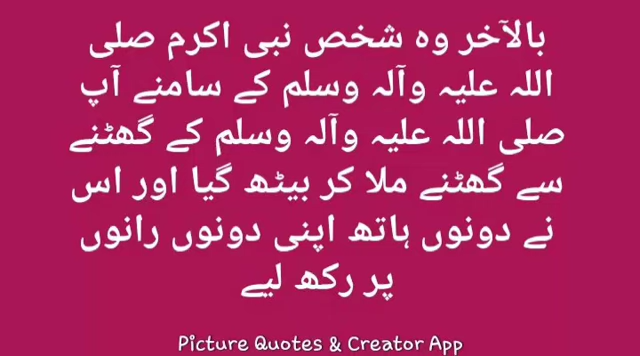 بالآخر وہ شخص نبی اکرم صلی
اللہ علیہ وآلہ وسلم کے سامنے آپ
صلی اللہ علیہ وآلہ وسلم کے گھٹنے
سے گھٹنے ملا کر بیٹھ گیا اور اس
نے دونوں ہاتھ اپنی دونوں رانوں
پر رکھ لیے
Picture Quotes & Creator App